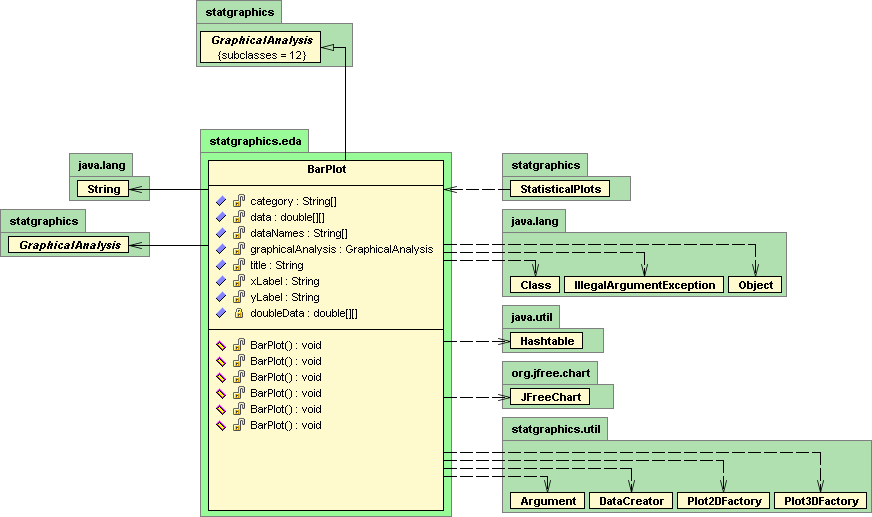 statgraphics
GraphicalAnalysis
{subclasses = 12}
statgraphics.eda
BarPlot
category : String[]
data : double[][]
dataNames : String[]
graphicalAnalysis : GraphicalAnalysis
title : String
xLabel : String
yLabel : String
doubleData : double[][]
BarPlot() : void
BarPlot() : void
BarPlot() : void
BarPlot() : void
BarPlot() : void
BarPlot() : void
java.lang
String
statgraphics
GraphicalAnalysis
statgraphics
StatisticalPlots
java.lang
Class
IllegalArgumentException
Object
java.util
Hashtable
org.jfree.chart
JFreeChart
statgraphics.util
Argument
DataCreator
Plot2DFactory
Plot3DFactory